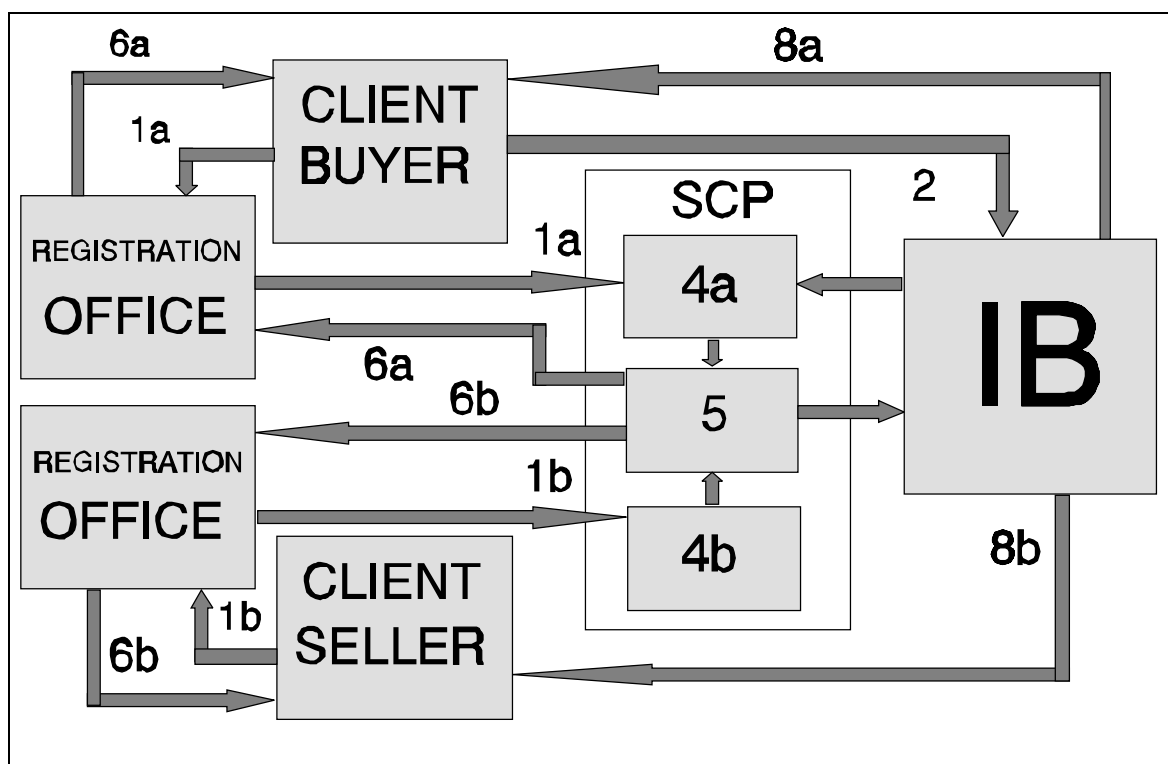 6a
8a
CLIENT
BUYER
1a
2
SCP
REGISTRATION
OFFICE
1a
4a
IB
6a
6b
5
REGISTRATION
OFFICE
1b
4b
8b
CLIENT
SELLER
1b
6b